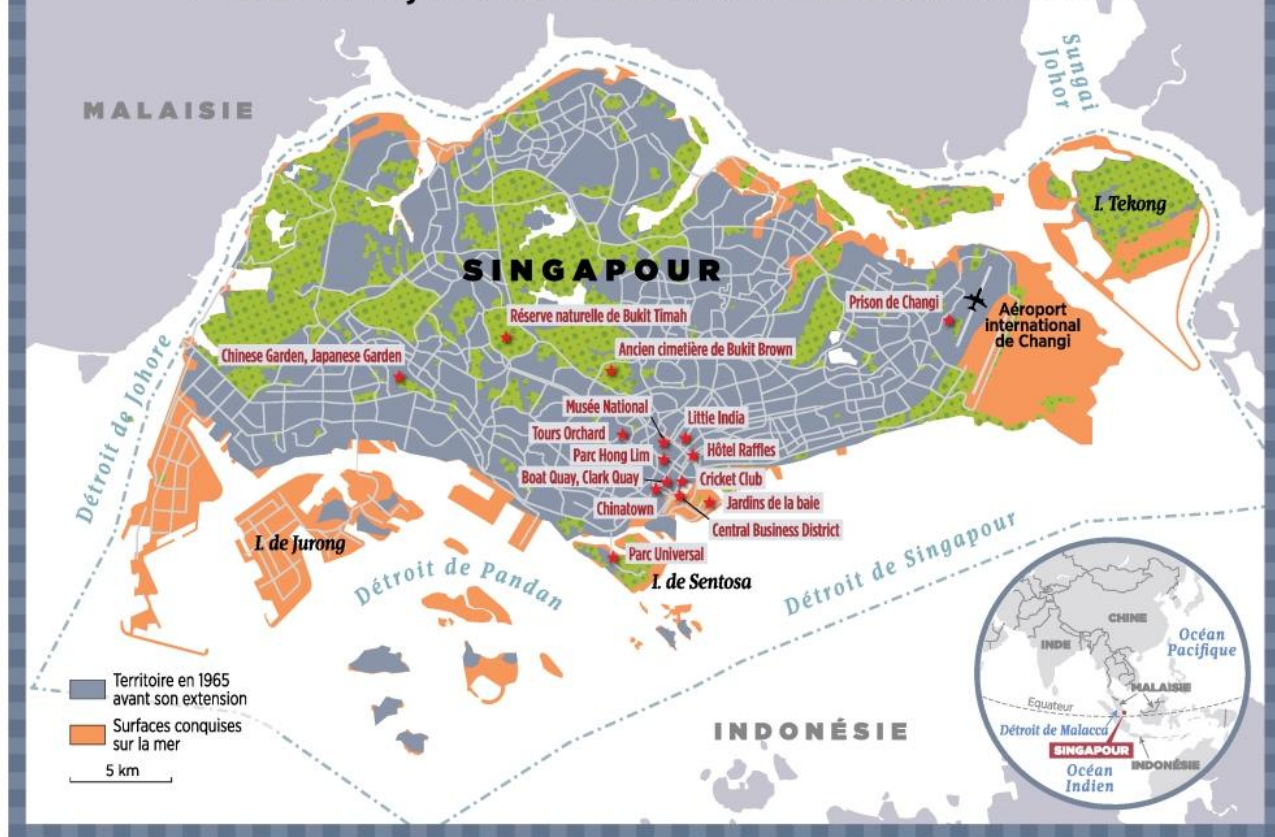 MALAISIE
Sungai
Johor
I. Tekong
SINGAPOUR
Prison de Changi
Aéroport
international
de Changi
Réserve naturelle de Bukit Timah
Ancien cimetière de Bukit Brown
Chinese Garden, Japanese Garden
Détroit de Johore
Musée National
Little India
Tours Orchard
Parc Hong Lim
Hôtel Raffles
Boat Quay, Clark Quay
Cricket Club
Chinatown
Jardins de la baie
Central Business District
I. de Jurong
Parc Universal
I. de Sentosa
Détroit de Pandan
Détroit de Singapour
Territoire en 1965
avant son extension
Surfaces conquises
sur la mer
5 km
INDONÉSIE
CHINE
INDE
Océan
Pacifique
MALAISIE
Equateur
Détroit de Malacca
SINGAPOUR
INDONÉSIE
Océan
Indien